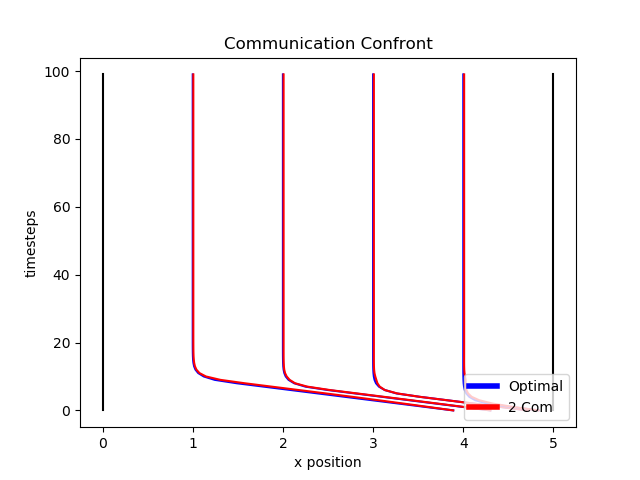 Communication Confront
100
80
60
40
20
0
timesteps
0 1 2 3 4 5
x position
Optimal
2 Com